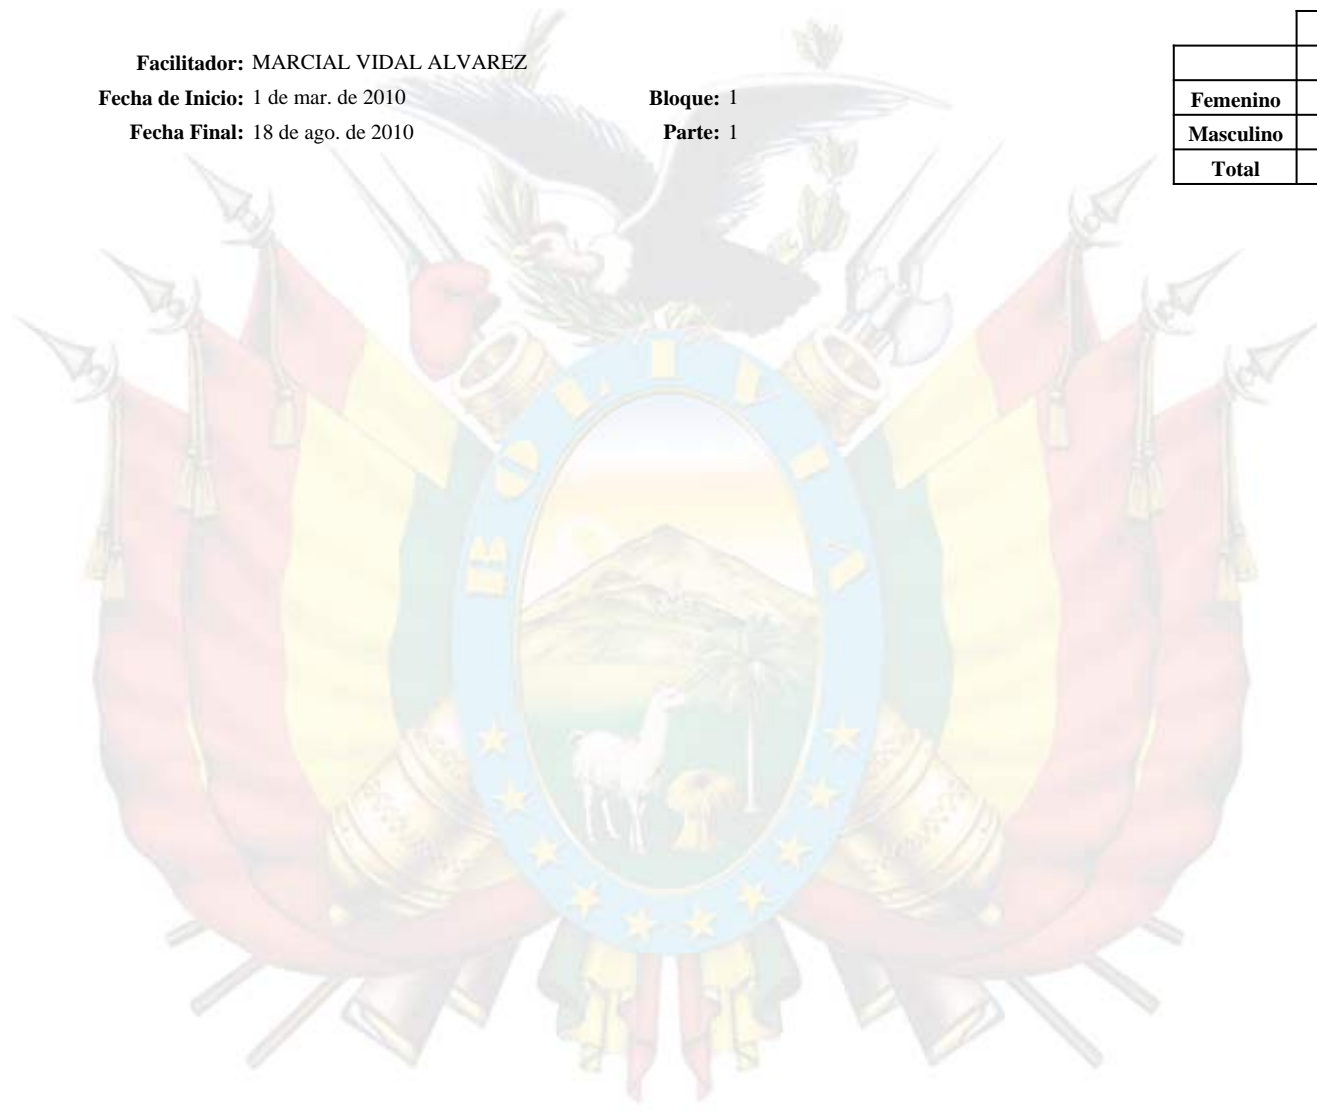 Facilitador: MARCIAL VIDAL ALVAREZ
Fecha de Inicio: 1 de mar. de 2010 Bloque: 1
Fecha Final: 18 de ago. de 2010 Parte: 1
Femenino
Masculino
Total
BOLIVIA